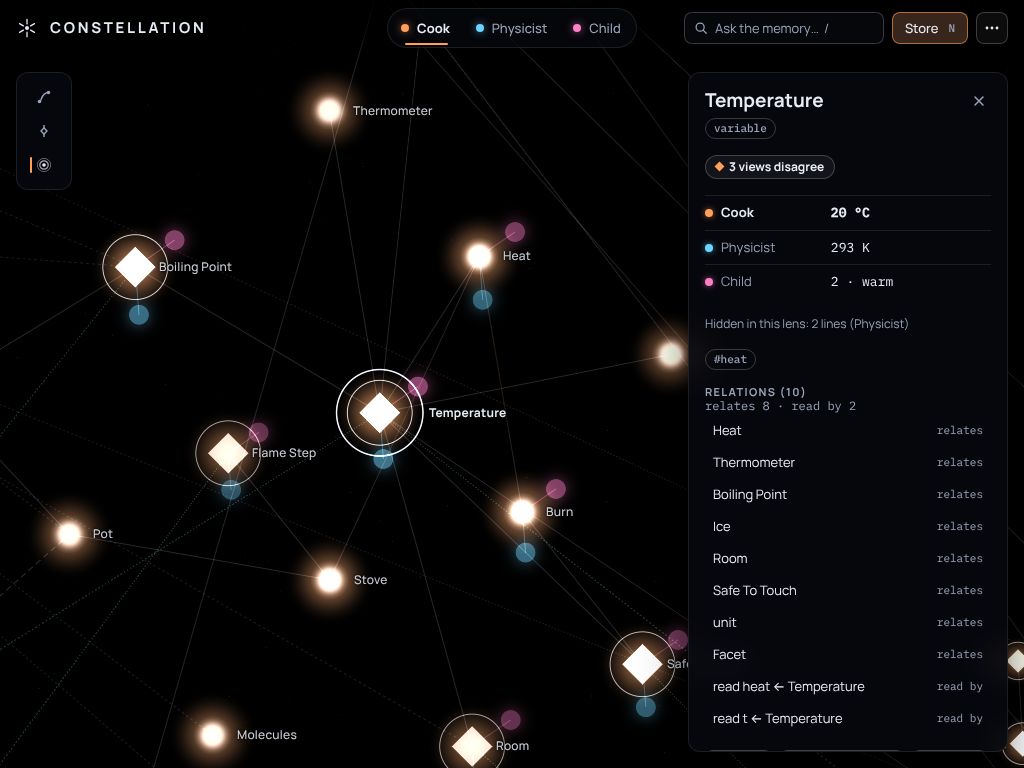 CONSTELLATION
Cook
Physicist
Child
Ask the memory… /
Store N
Thermometer
Boiling Point
Heat
Temperature
Flame Step
Burn
Pot
Stove
Molecules
Room
Temperature
variable
3 views disagree
Cook 20 °C
Physicist 293 K
Child 2 · warm
Hidden in this lens: 2 lines (Physicist)
#heat
RELATIONS (10)
relates 8 · read by 2
Heat relates
Thermometer relates
Boiling Point relates
Ice relates
Room relates
Safe To Touch relates
unit relates
Facet relates
read heat ← Temperature read by
read t ← Temperature read by